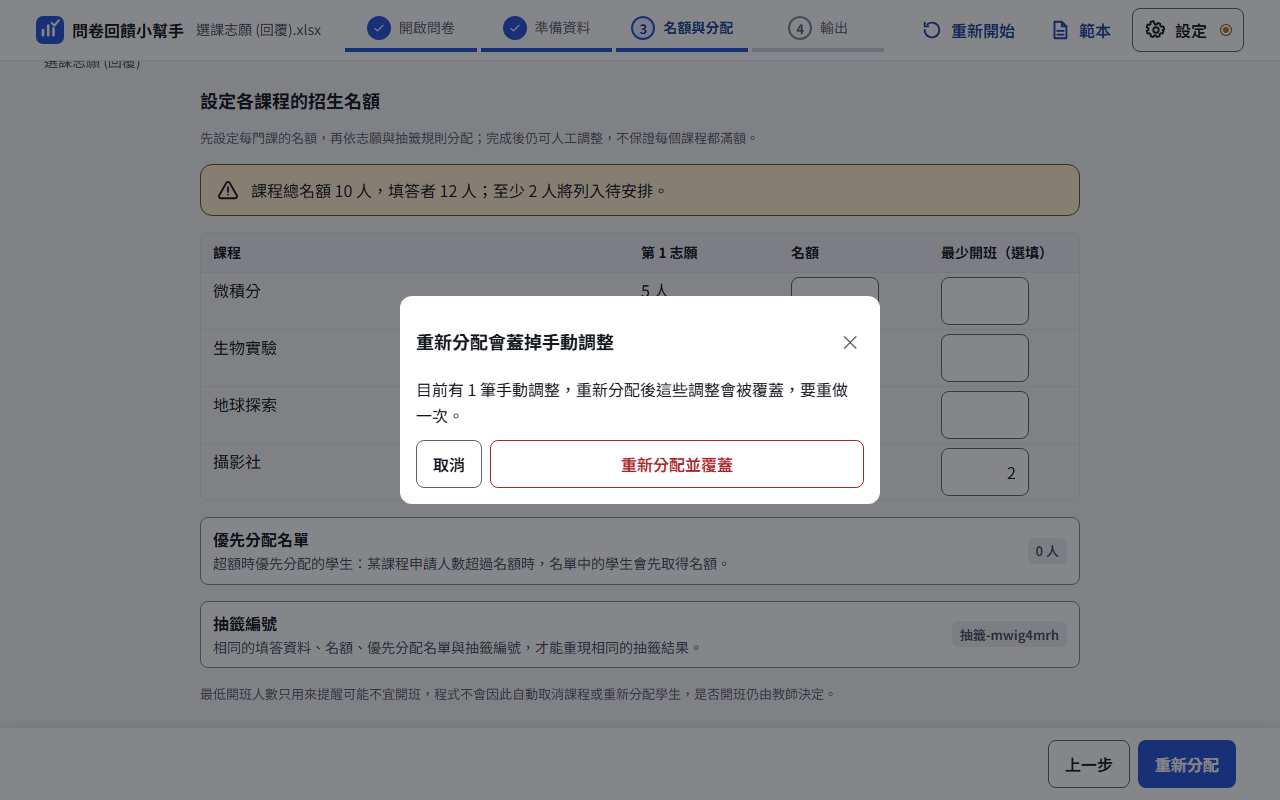 問卷回饋小幫手 選課志願 (回覆).xlsx 開啟問卷 準備資料 3 名額與分配 4 輸出 重新開始 範本 設定
選課志願 (回覆)
設定各課程的招生名額
先設定每門課的名額，再依志願與抽籤規則分配；完成後仍可人工調整，不保證每個課程都滿額。
課程總名額 10 人，填答者 12 人；至少 2 人將列入待安排。
課程 第 1 志願 名額 最少開班（選填）
微積分 5 人
生物實驗
地球探索
攝影社 2
重新分配會蓋掉手動調整
目前有 1 筆手動調整，重新分配後這些調整會被覆蓋，要重做
一次。
取消 重新分配並覆蓋
優先分配名單
超額時優先分配的學生：某課程申請人數超過名額時，名單中的學生會先取得名額。
0 人
抽籤編號
相同的填答資料、名額、優先分配名單與抽籤編號，才能重現相同的抽籤結果。
抽籤-mwig4mrh
最低開班人數只用來提醒可能不宜開班，程式不會因此自動取消課程或重新分配學生，是否開班仍由教師決定。
上一步 重新分配